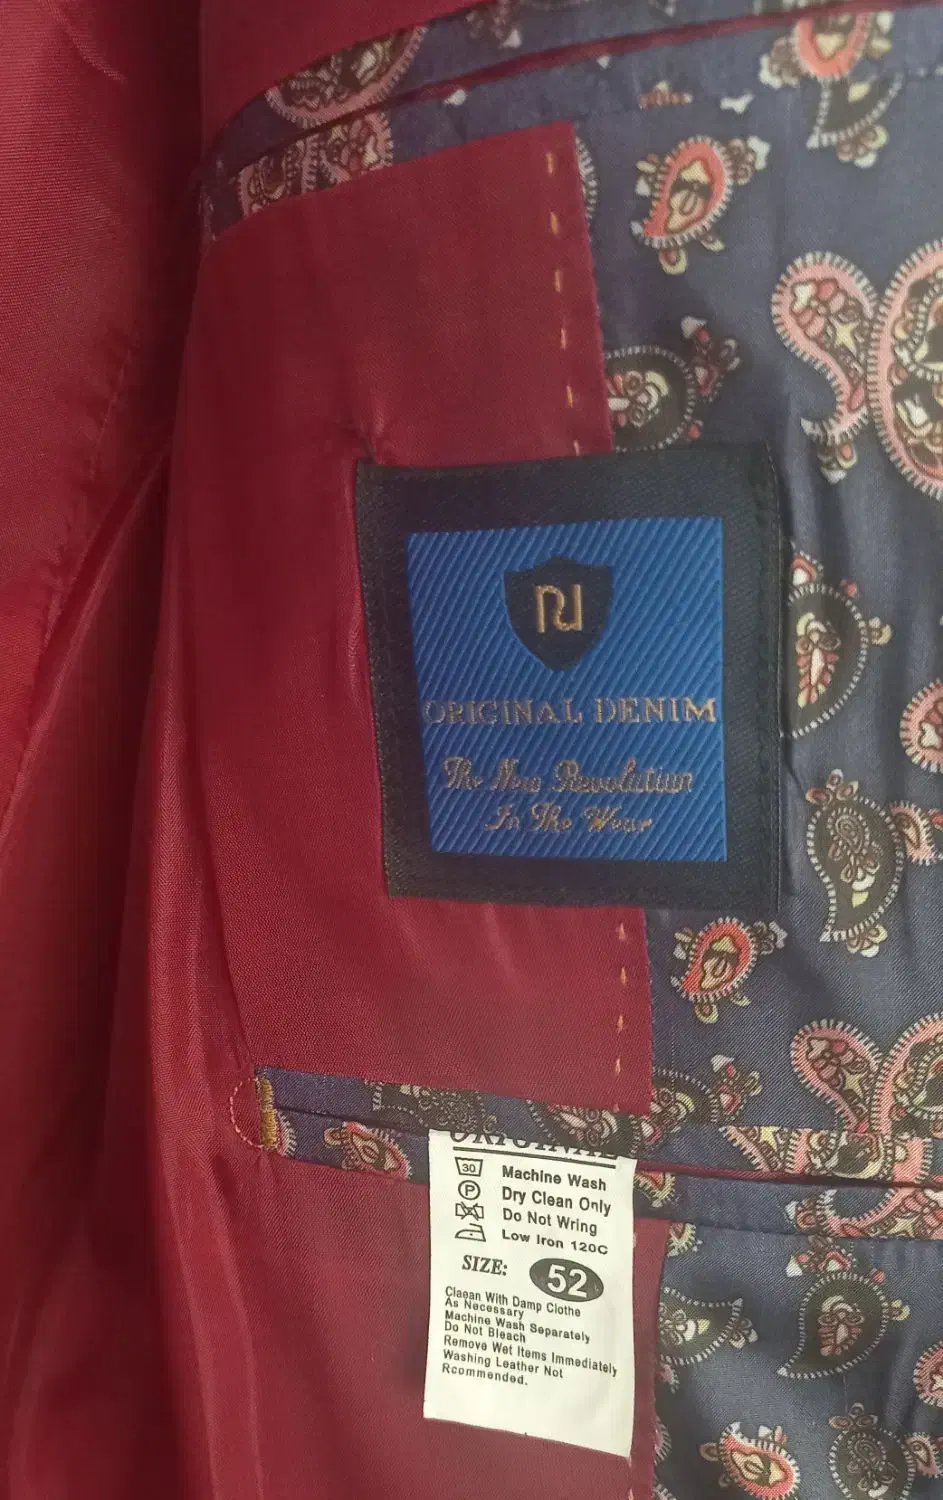 ORIGINAL DENIM
The New Revolution
In The Wear
ORIGINAL
30
Machine Wash
P
Dry Clean Only
Do Not Wring
Low Iron 120C
SIZE: 52
Claean With Damp Clothe
As Necessary
Machine Wash Separately
Do Not Bleach
Remove Wet Items Immediately
Washing Leather Not
Rcommended.